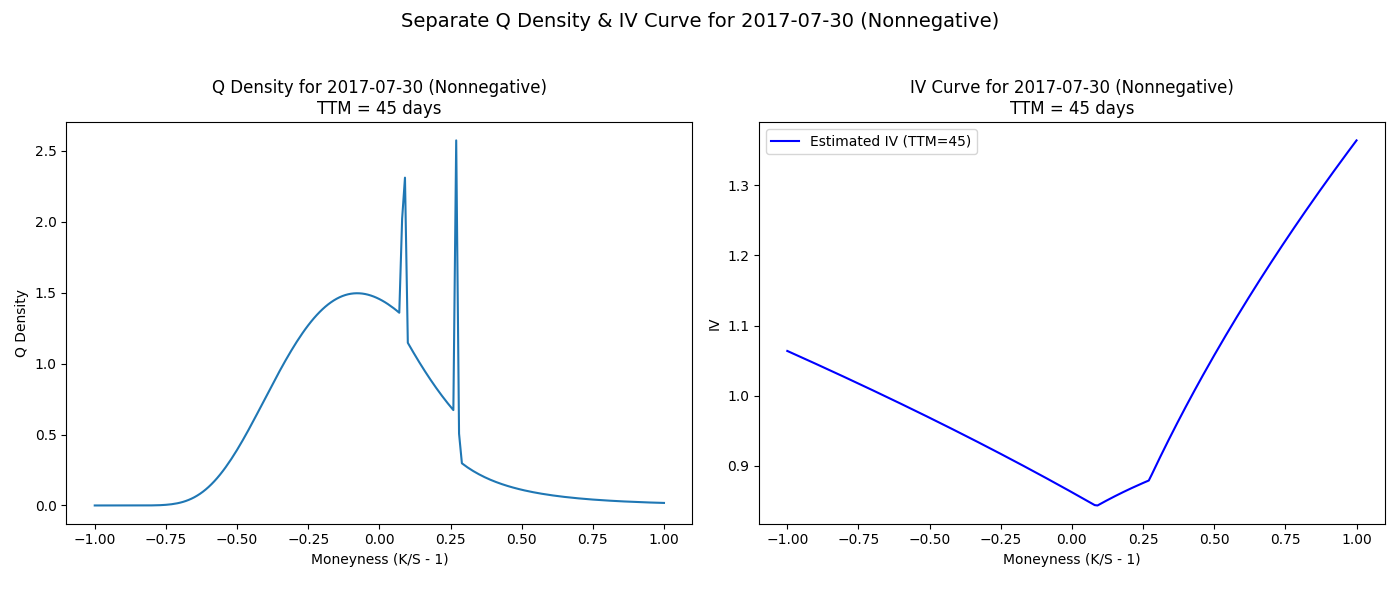 Separate Q Density & IV Curve for 2017-07-30 (Nonnegative)
Q Density for 2017-07-30 (Nonnegative)
TTM = 45 days
2.5
2.0
1.5
1.0
0.5
0.0
Q Density
−1.00 −0.75 −0.50 −0.25 0.00 0.25 0.50 0.75 1.00
Moneyness (K/S - 1)
IV Curve for 2017-07-30 (Nonnegative)
TTM = 45 days
Estimated IV (TTM=45)
1.3
1.2
1.1
1.0
0.9
IV
−1.00 −0.75 −0.50 −0.25 0.00 0.25 0.50 0.75 1.00
Moneyness (K/S - 1)